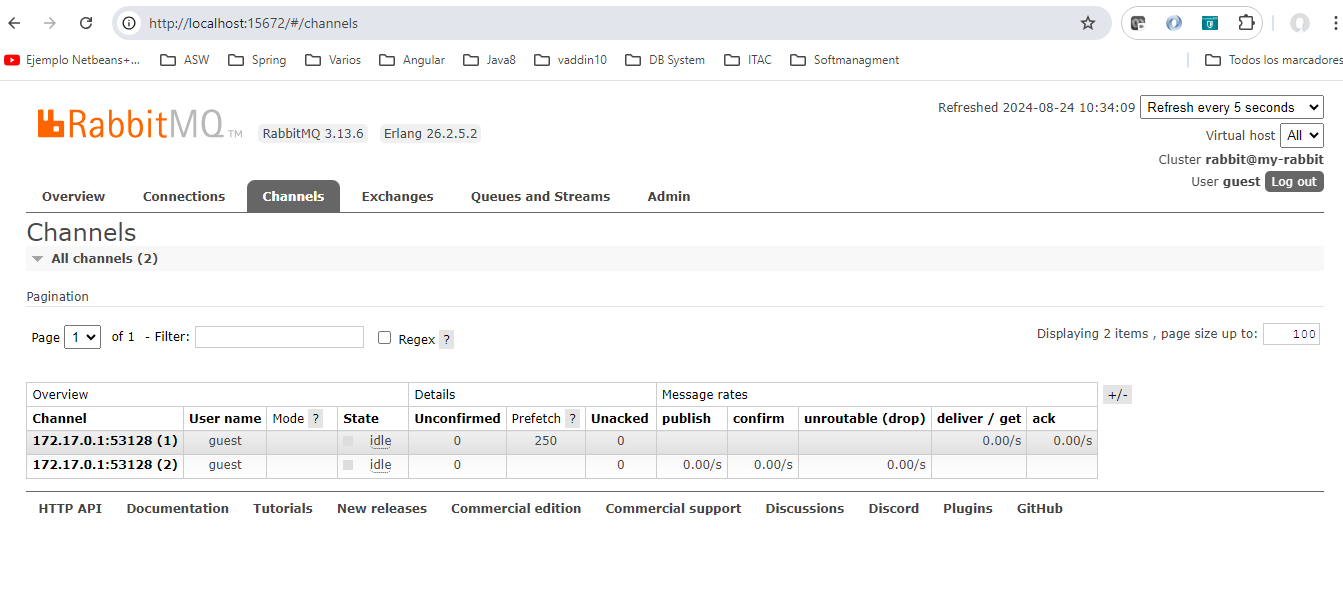 http://localhost:15672/#/channels
Ejemplo Netbeans+... ASW Spring Varios Angular Java8 vaddin10 DB System ITAC Softmanagment Todos los marcadores
RabbitMQ TM RabbitMQ 3.13.6 Erlang 26.2.5.2
Refreshed 2024-08-24 10:34:09 Refresh every 5 seconds
Virtual host All
Cluster rabbit@my-rabbit
User guest Log out
Overview Connections Channels Exchanges Queues and Streams Admin
Channels
All channels (2)
Pagination
Page 1 of 1 - Filter: Regex ? Displaying 2 items , page size up to: 100
Overview Details Message rates +/-
Channel User name Mode ? State Unconfirmed Prefetch ? Unacked publish confirm unroutable (drop) deliver / get ack
172.17.0.1:53128 (1) guest idle 0 250 0 0.00/s 0.00/s
172.17.0.1:53128 (2) guest idle 0 0 0.00/s 0.00/s 0.00/s
HTTP API Documentation Tutorials New releases Commercial edition Commercial support Discussions Discord Plugins GitHub